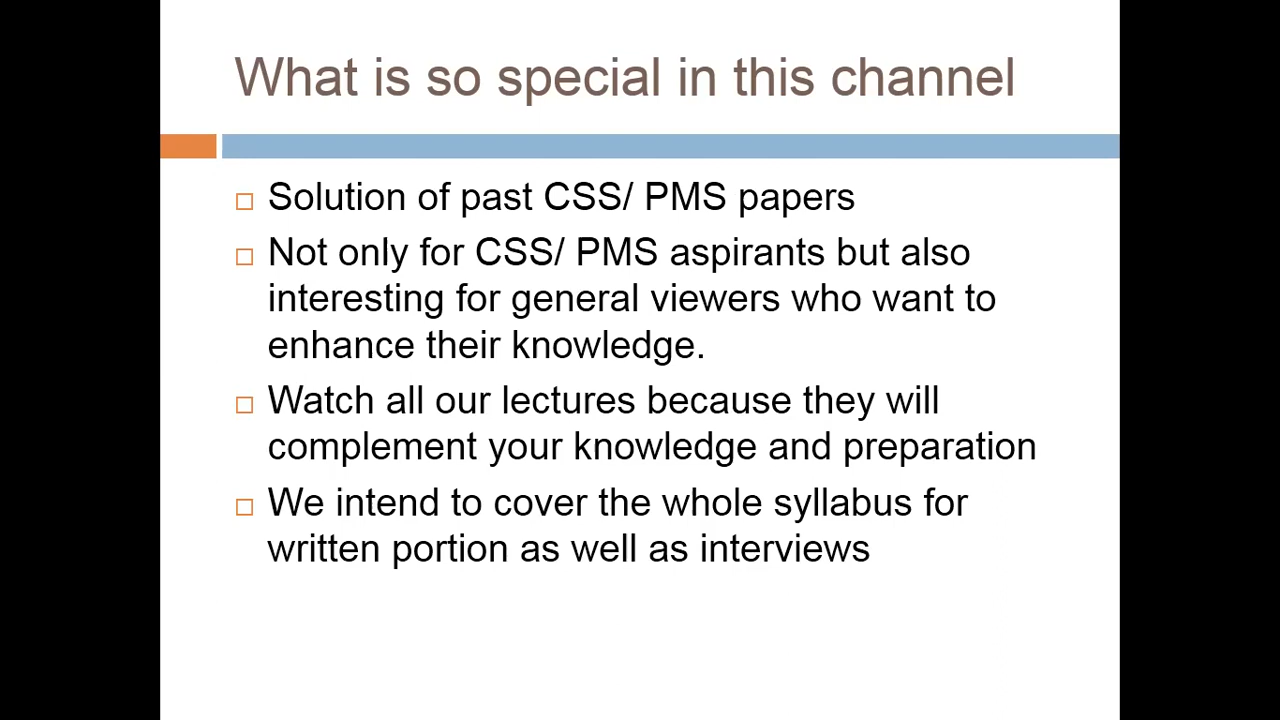 What is so special in this channel
Solution of past CSS/ PMS papers
Not only for CSS/ PMS aspirants but also
interesting for general viewers who want to
enhance their knowledge.
Watch all our lectures because they will
complement your knowledge and preparation
We intend to cover the whole syllabus for
written portion as well as interviews